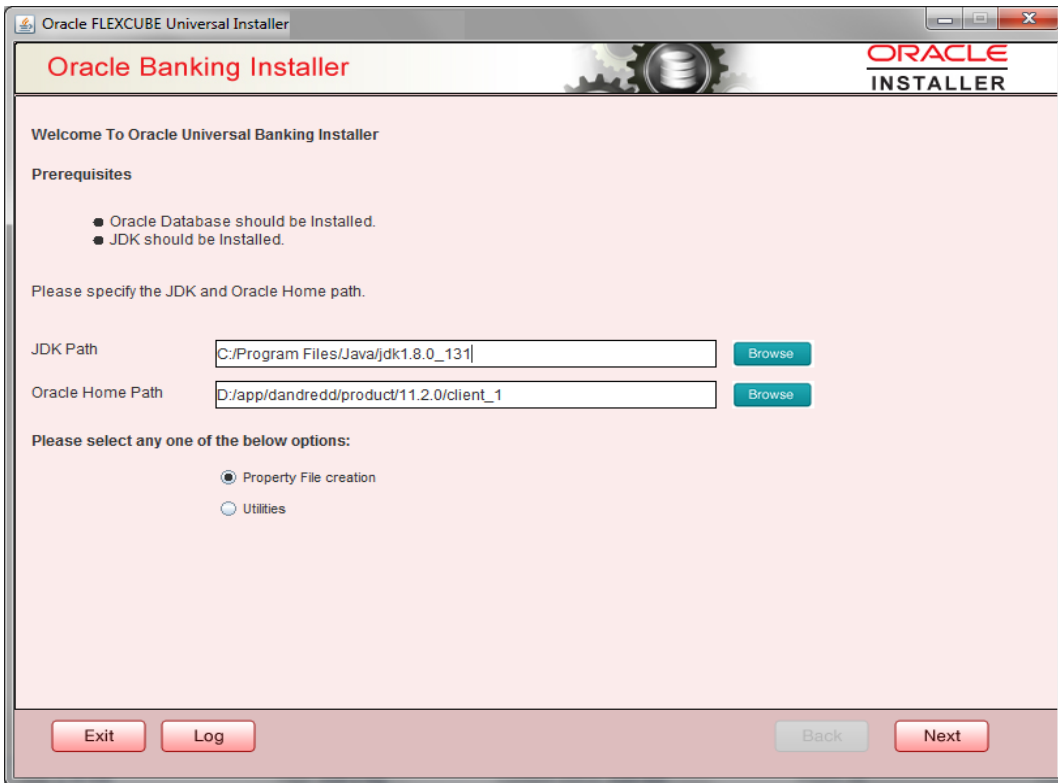 Oracle FLEXCUBE Universal Installer
Oracle Banking Installer
ORACLE
INSTALLER
Welcome To Oracle Universal Banking Installer
Prerequisites
Oracle Database should be Installed.
JDK should be Installed.
Please specify the JDK and Oracle Home path.
JDK Path
C:/Program Files/Java/jdk1.8.0_131
Browse
Oracle Home Path
D:/app/dandredd/product/11.2.0/client_1
Browse
Please select any one of the below options:
Property File creation
Utilities
Exit
Log
Back
Next